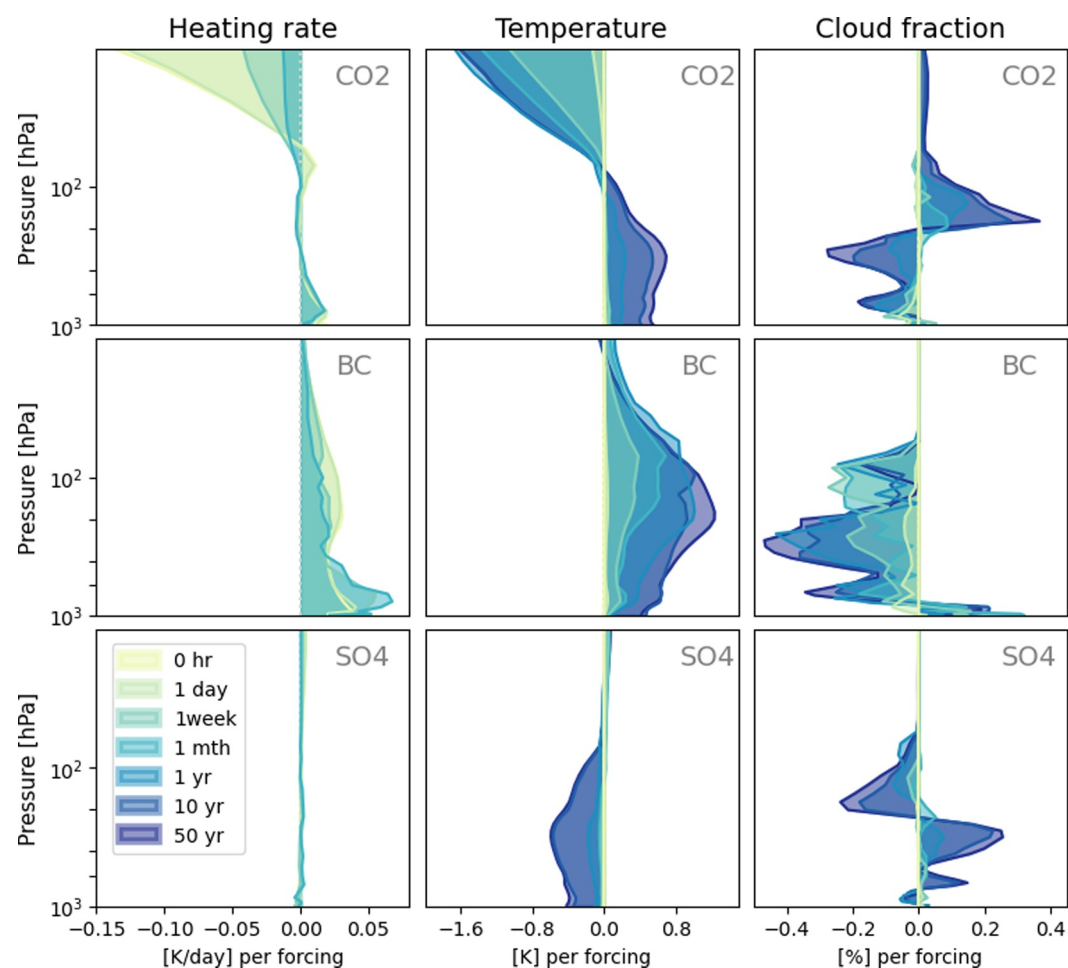 Heating rate Temperature Cloud fraction
CO2 CO2 CO2
Pressure [hPa]
10²
10³
BC BC BC
Pressure [hPa]
10²
10³
SO4 SO4 SO4
Pressure [hPa]
0 hr
1 day
1week
1 mth
1 yr
10 yr
50 yr
10²
10³
−0.15 −0.10 −0.05 0.00 0.05 −1.6 −0.8 0.0 0.8 −0.4 −0.2 0.0 0.2 0.4
[K/day] per forcing [K] per forcing [%] per forcing